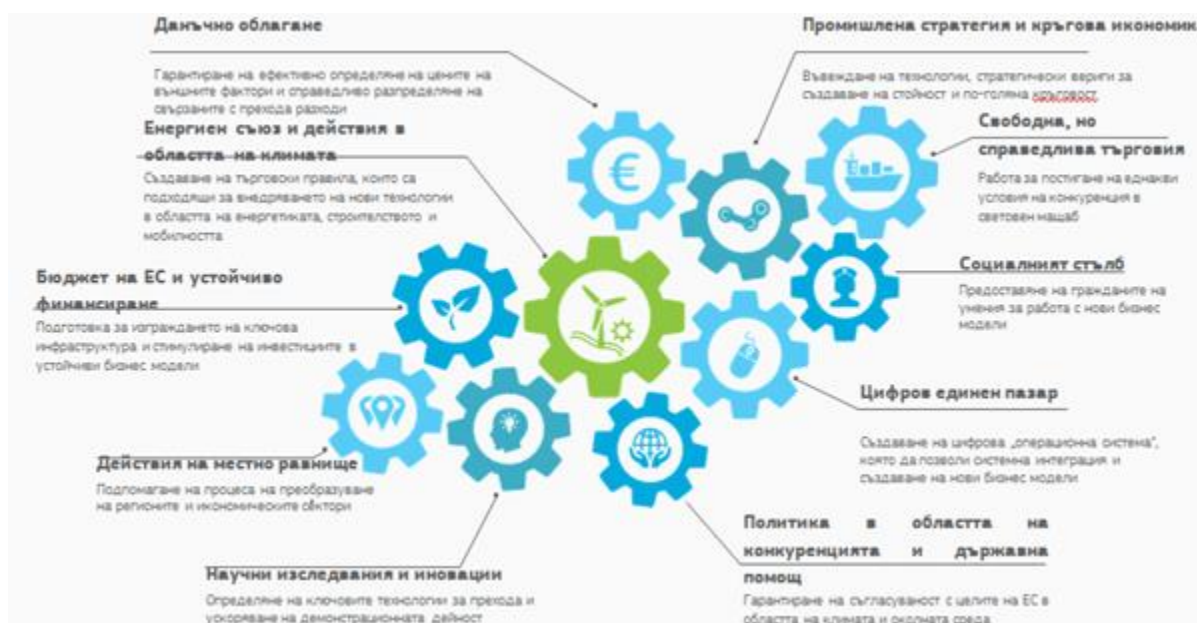 Данъчно облагане
Гарантиране на ефективно определяне на цените на
външните фактори и справедливо разпределяне на
свързаните с прехода разходи
Енергиен съюз и действия в
областта на климата
Създаване на търговски правила, които са
подходящи за внедряването на нови технологии
в областта на енергетиката, строителството и
мобилността
Бюджет на ЕС и устойчиво
финансиране
Подготовка за изграждането на ключова
инфраструктура и стимулиране на инвестициите в
устойчиви бизнес модели
Действия на местно равнище
Подпомагане на процеса на преобразуване
на регионите и икономическите сектори
Научни изследвания и иновации
Определяне на ключовите технологии за прехода и
ускоряване на демонстрационната дейност
Промишлена стратегия и кръгова икономик
Въвеждане на технологии, стратегически вериги за
създаване на стойност и по-голяма кръговост
Свободна, но
справедлива търговия
Работа за постигане на еднакви
условия на конкуренция в
световен мащаб
Социалният стълб
Предоставяне на гражданите на
умения за работа с нови бизнес
модели
Цифров единен пазар
Създаване на цифрова „операционна система“,
която да позволи системна интеграция и
създаване на нови бизнес модели
Политика в областта на
конкуренцията и държавна
помощ
Гарантиране на съгласуваност с целите на ЕС в
областта на климата и околната среда
€